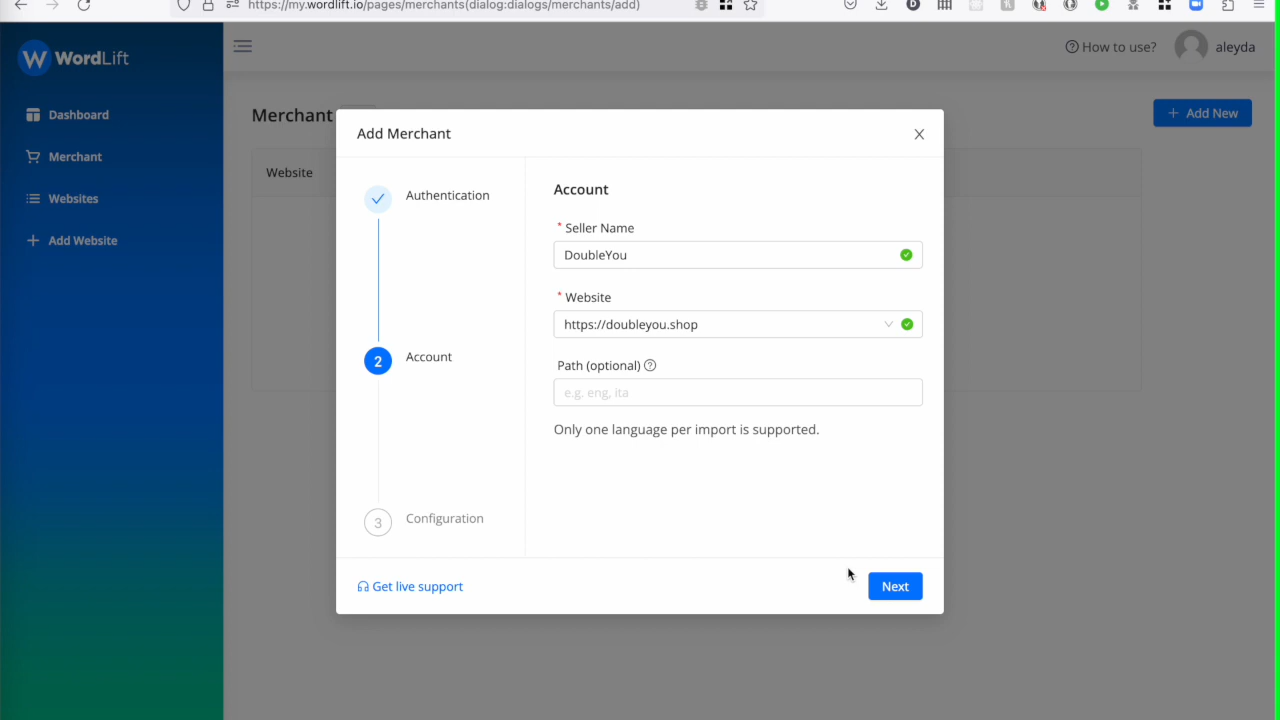 https://my.wordlift.io/pages/merchants(dialog:dialogs/merchants/add)
WordLift
How to use?
aleyda
Dashboard
Merchant
Websites
Add Website
Merchant
+ Add New
Website
Add Merchant
Authentication
2
Account
3
Configuration
Account
* Seller Name
DoubleYou
* Website
https://doubleyou.shop
Path (optional)
e.g. eng, ita
Only one language per import is supported.
Get live support
Next